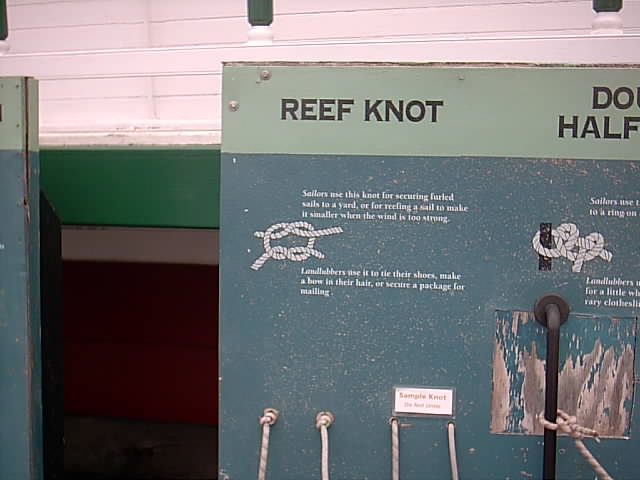 REEF KNOT
Sailors use this knot for securing furled
sails to a yard, or for reefing a sail to make
it smaller when the wind is too strong.
Landlubbers use it to tie their shoes, make
a bow in their hair, or secure a package for
mailing.
Sample Knot
Do Not Untie
DOU
HALF
Sailors use t
to a ring on
Landlubbers u
for a little wh
rary clothesli